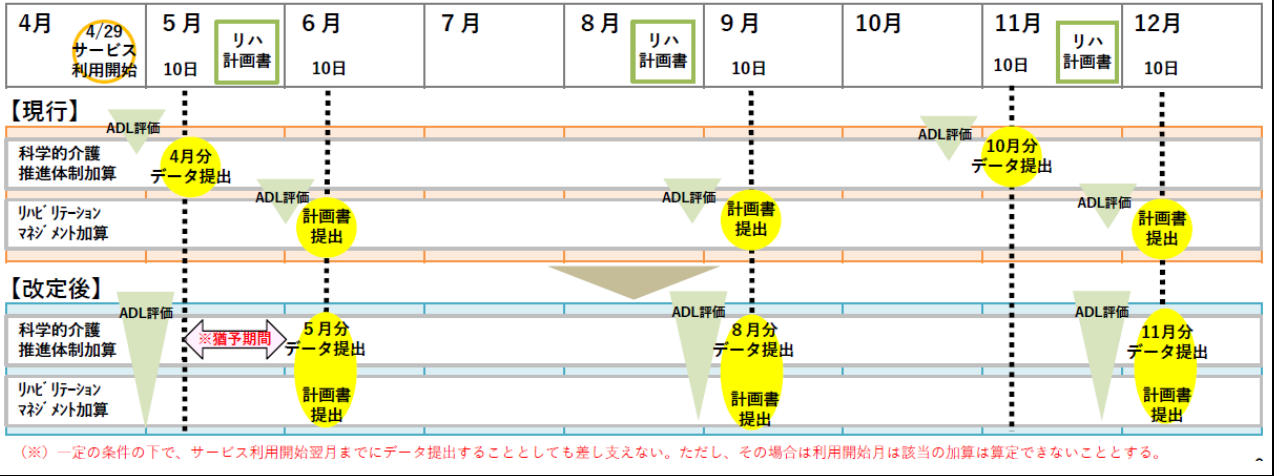 4月
4/29
サービス
利用開始
5月
10日
リハ
計画書
6月
10日
7月
8月
リハ
計画書
9月
10日
10月
11月
10日
リハ
計画書
12月
10日
【現行】
ADL評価
ADL評価
科学的介護
推進体制加算
4月分
データ提出
10月分
データ提出
ADL評価
ADL評価
ADL評価
リハビリテーション
マネジメント加算
計画書
提出
計画書
提出
計画書
提出
【改定後】
ADL評価
ADL評価
ADL評価
科学的介護
推進体制加算
※猶予期間
5月分
データ提出
8月分
データ提出
11月分
データ提出
リハビリテーション
マネジメント加算
計画書
提出
計画書
提出
計画書
提出
（※）一定の条件の下で、サービス利用開始翌月までにデータ提出することとしても差し支えない。ただし、その場合は利用開始月は該当の加算は算定できないこととする。